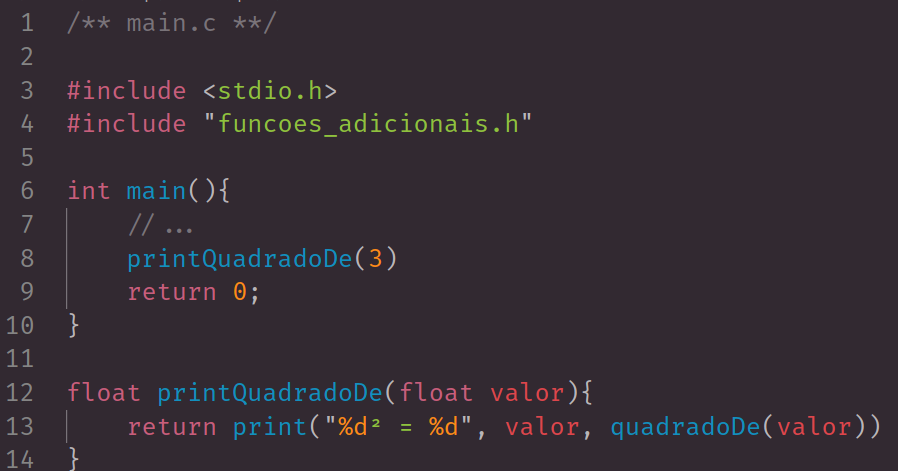 1 /** main.c **/
2
3 #include <stdio.h>
4 #include "funcoes_adicionais.h"
5
6 int main(){
7 // ...
8 printQuadradoDe(3)
9 return 0;
10 }
11
12 float printQuadradoDe(float valor){
13 return print("%d² = %d", valor, quadradoDe(valor))
14 }